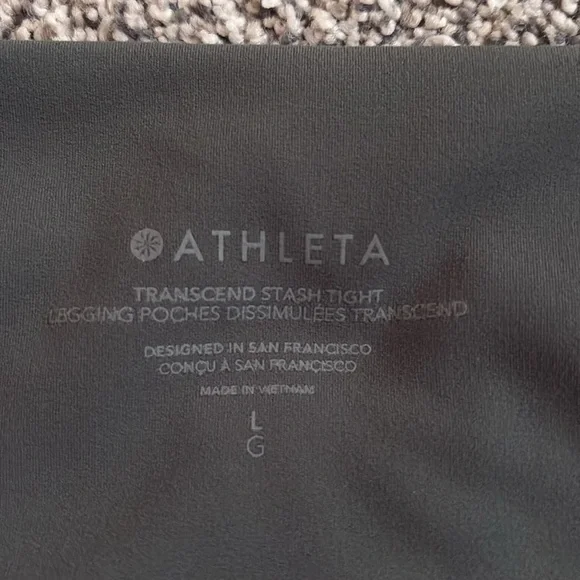 ATHLETA
TRANSCEND STASH TIGHT
LEGGING POCHES DISSIMULÉES TRANSCEND
DESIGNED IN SAN FRANCISCO
CONÇU À SAN FRANCISCO
MADE IN VIETNAM
L
G